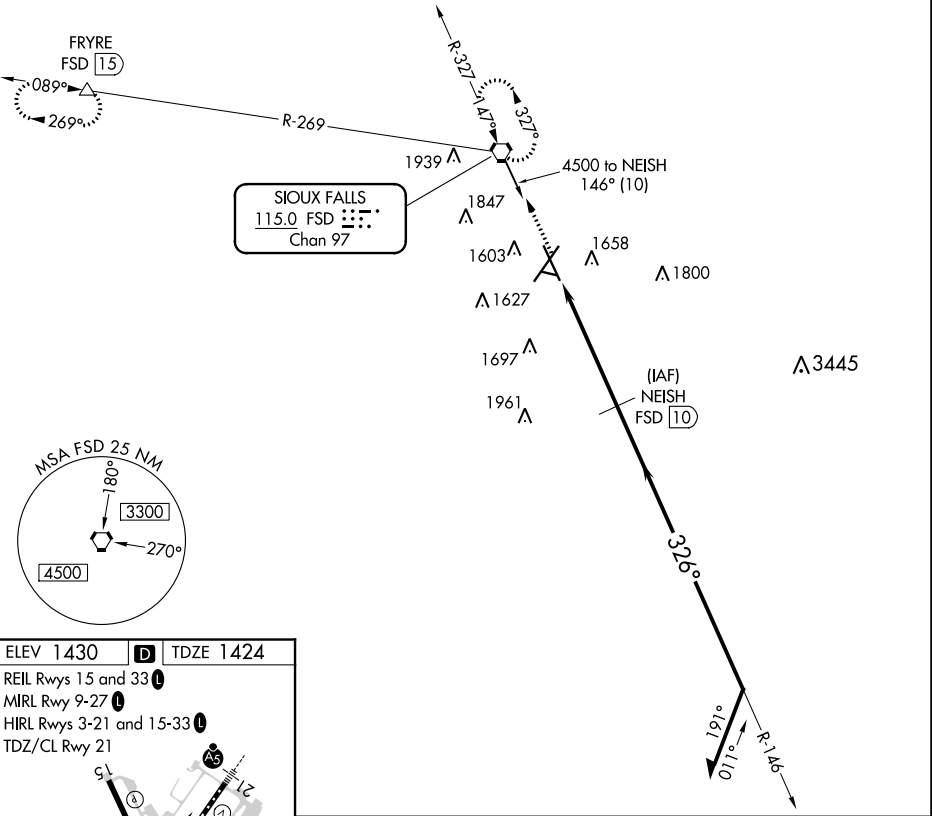 FRYRE
FSD 15
089°
269°
R-269
R-327
147°
327°
4500 to NEISH
146° (10)
1939
SIOUX FALLS
115.0 FSD
Chan 97
1847
1603
1658
1800
1627
1697
3445
(IAF)
NEISH
FSD 10
1961
MSA FSD 25 NM
180°
3300
270°
4500
326°
191°
011°
R-146
ELEV 1430 D TDZE 1424
REIL Rwys 15 and 33 L
MIRL Rwy 9-27 L
HIRL Rwys 3-21 and 15-33 L
TDZ/CL Rwy 21
A5
15
21
P